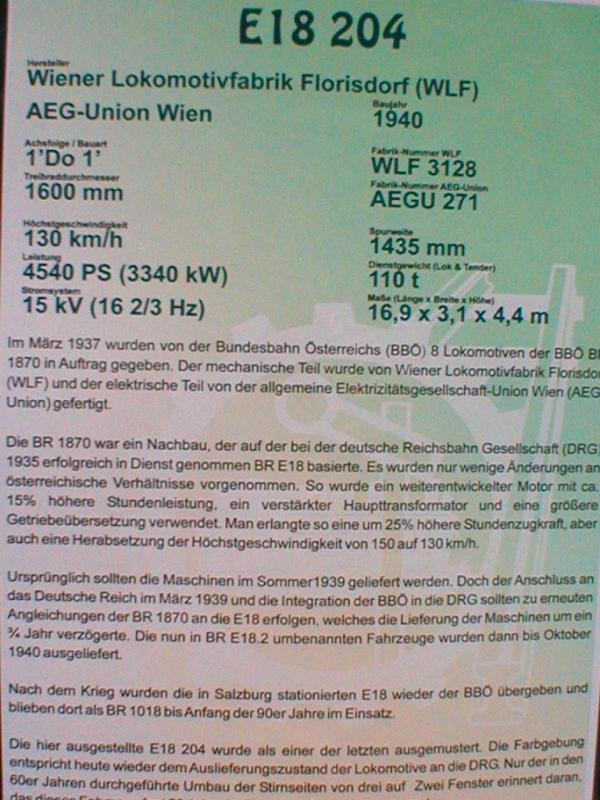 E18 204
Hersteller
Wiener Lokomotivfabrik Florisdorf (WLF)
AEG-Union Wien
Baujahr
1940
Achsfolge / Bauart
1'Do 1'
Fabrik-Nummer WLF
WLF 3128
Treibraddurchmesser
1600 mm
Fabrik-Nummer AEG-Union
AEGU 271
Höchstgeschwindigkeit
130 km/h
Spurweite
1435 mm
Leistung
4540 PS (3340 kW)
Dienstgewicht (Lok & Tender)
110 t
Stromsystem
15 kV (16 2/3 Hz)
Maße (Länge x Breite x Höhe)
16,9 x 3,1 x 4,4 m
Im März 1937 wurden von der Bundesbahn Österreichs (BBÖ) 8 Lokomotiven der BBÖ
1870 in Auftrag gegeben. Der mechanische Teil wurde von Wiener Lokomotivfabrik Florisdo
(WLF) und der elektrische Teil von der allgemeine Elektrizitätsgesellschaft-Union Wien (AEG
Union) gefertigt.
Die BR 1870 war ein Nachbau, der auf der bei der deutsche Reichsbahn Gesellschaft (DRG
1935 erfolgreich in Dienst genommen BR E18 basierte. Es wurden nur wenige Änderungen an
österreichische Verhältnisse vorgenommen. So wurde ein weiterentwickelter Motor mit ca.
15% höhere Stundenleistung, ein verstärkter Haupttransformator und eine größere
Getriebeübersetzung verwendet. Man erlangte so eine um 25% höhere Stundenzugkraft, aber
auch eine Herabsetzung der Höchstgeschwindigkeit von 150 auf 130 km/h.
Ursprünglich sollten die Maschinen im Sommer1939 geliefert werden. Doch der Anschluss an
das Deutsche Reich im März 1939 und die Integration der BBÖ in die DRG sollten zu erneuten
Angleichungen der BR 1870 an die E18 erfolgen, welches die Lieferung der Maschinen um ein
¾ Jahr verzögerte. Die nun in BR E18.2 umbenannten Fahrzeuge wurden dann bis Oktober
1940 ausgeliefert.
Nach dem Krieg wurden die in Salzburg stationierten E18 wieder der BBÖ übergeben und
blieben dort als BR 1018 bis Anfang der 90er Jahre im Einsatz.
Die hier ausgestellte E18 204 wurde als einer der letzten ausgemustert. Die Farbgebung
entspricht heute wieder dem Auslieferungszustand der Lokomotive an die DRG. Nur der in den
60er Jahren durchgeführte Umbau der Stirnseiten von drei auf Zwei Fenster erinnert daran,